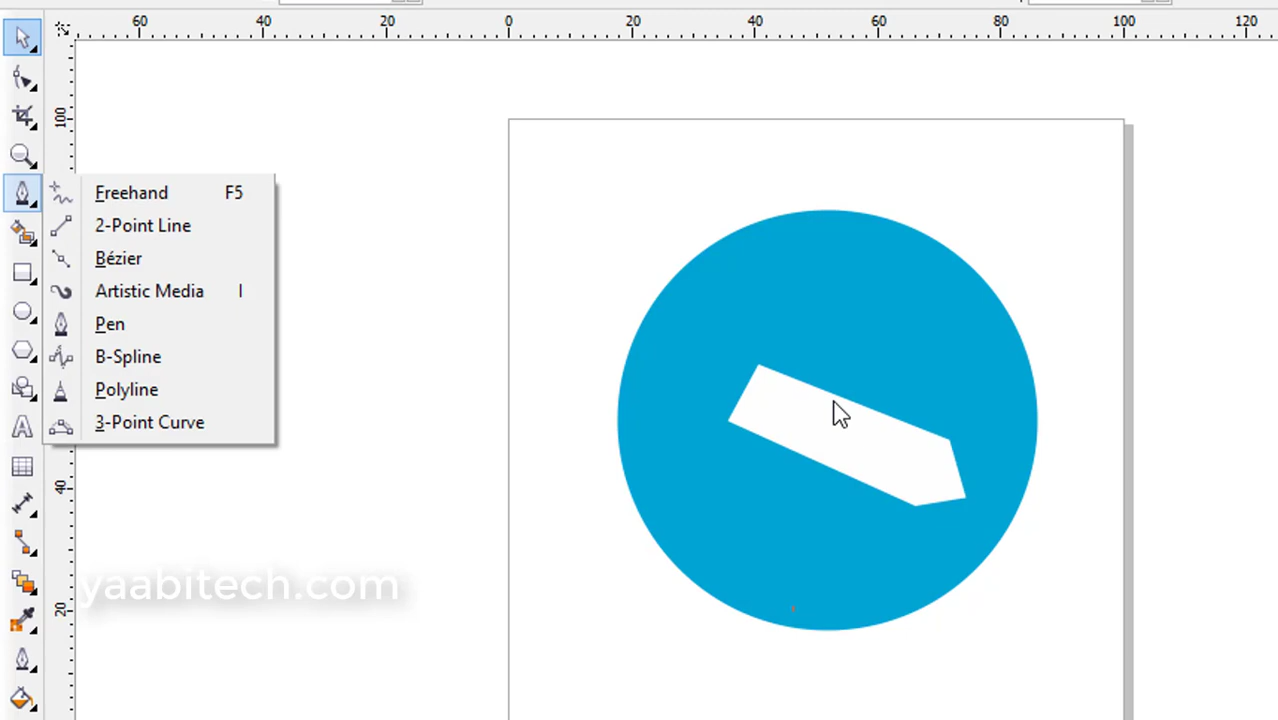 60 40 20 0 20 40 60 80 100 120
100
Freehand F5
2-Point Line
Bézier
Artistic Media I
Pen
B-Spline
Polyline
3-Point Curve
A
40
yaabitech.com
20